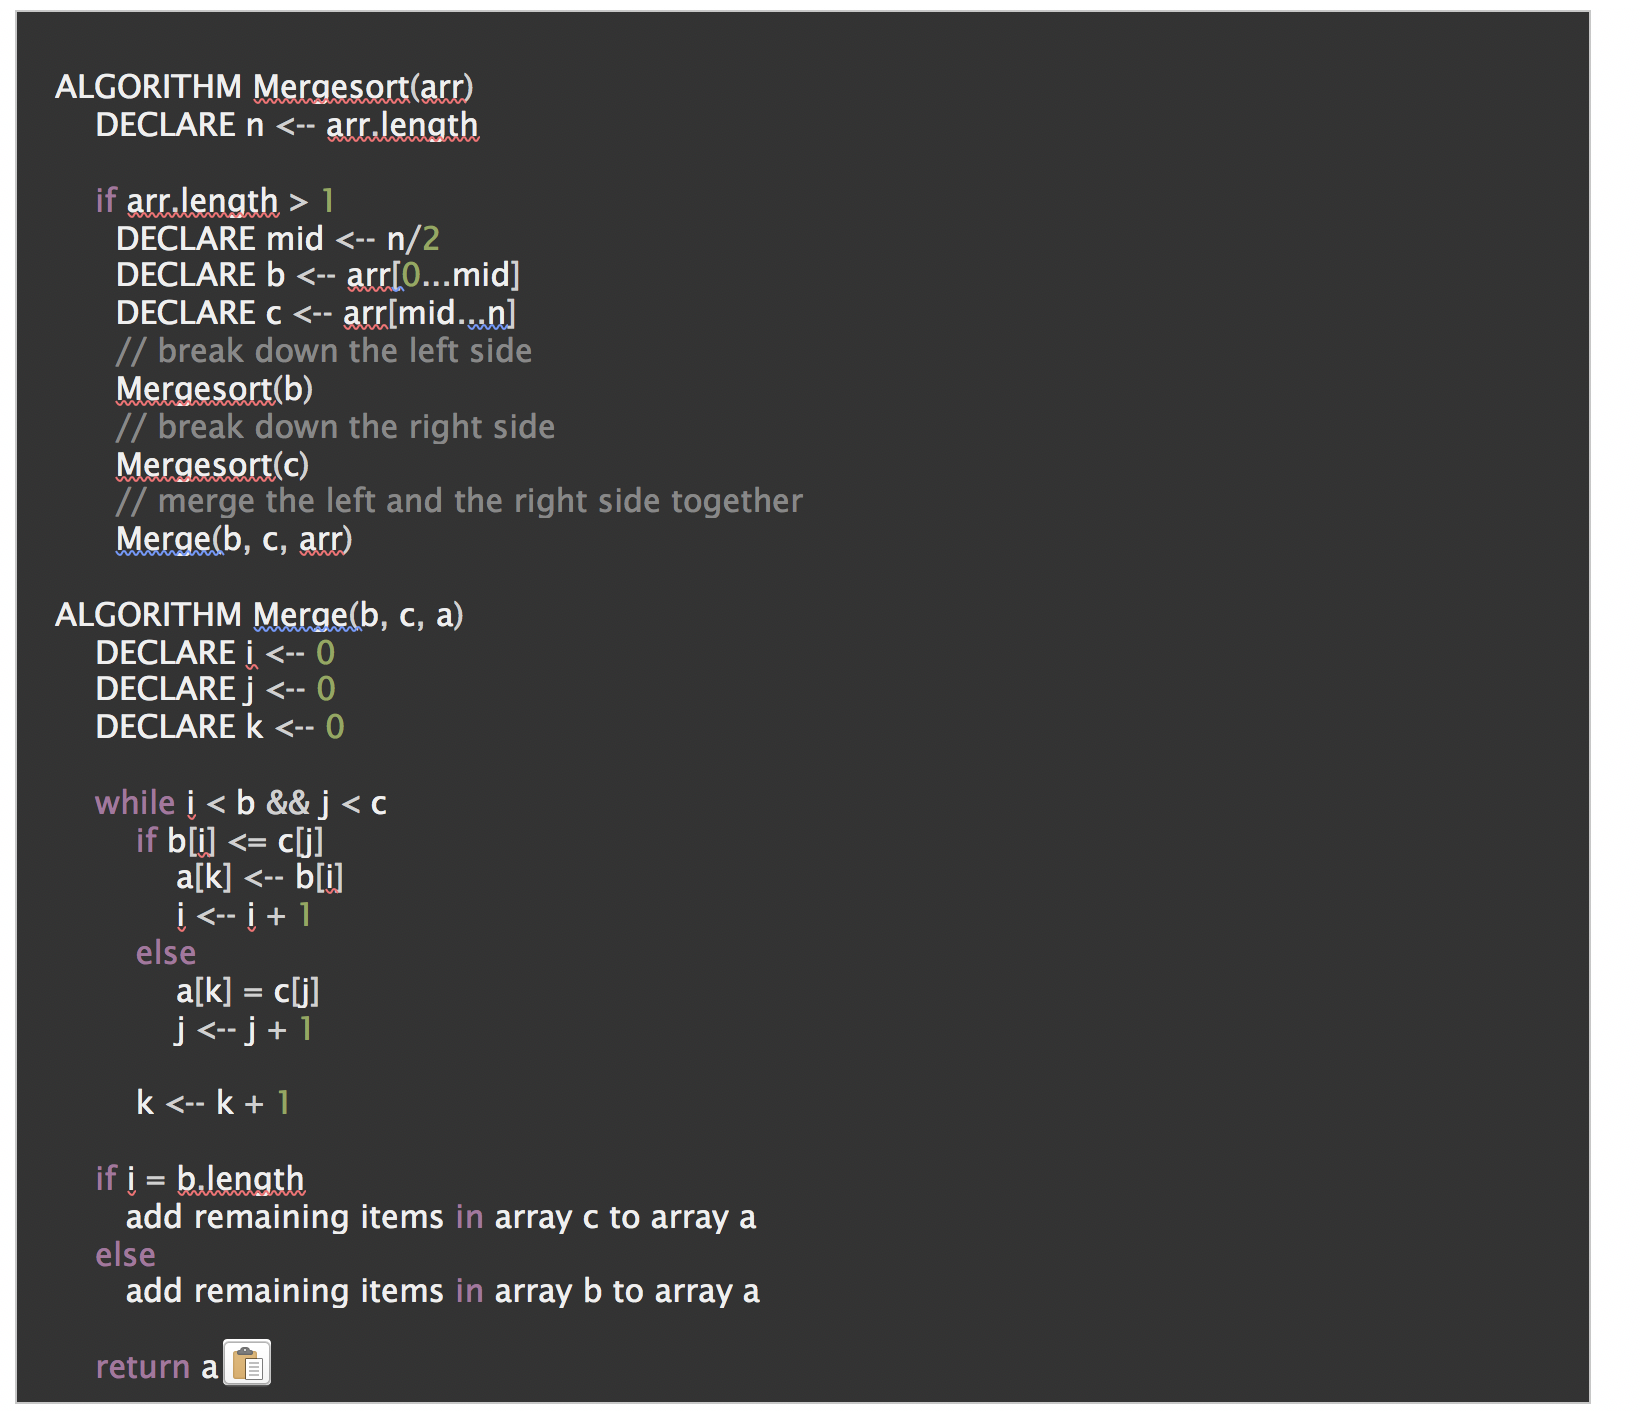 ALGORITHM Mergesort(arr)
DECLARE n <-- arr.length
if arr.length > 1
DECLARE mid <-- n/2
DECLARE b <-- arr[0...mid]
DECLARE c <-- arr[mid...n]
// break down the left side
Mergesort(b)
// break down the right side
Mergesort(c)
// merge the left and the right side together
Merge(b, c, arr)
ALGORITHM Merge(b, c, a)
DECLARE i <-- 0
DECLARE j <-- 0
DECLARE k <-- 0
while i < b && j < c
if b[i] <= c[j]
a[k] <-- b[i]
i <-- i + 1
else
a[k] = c[j]
j <-- j + 1
k <-- k + 1
if i = b.length
add remaining items in array c to array a
else
add remaining items in array b to array a
return a